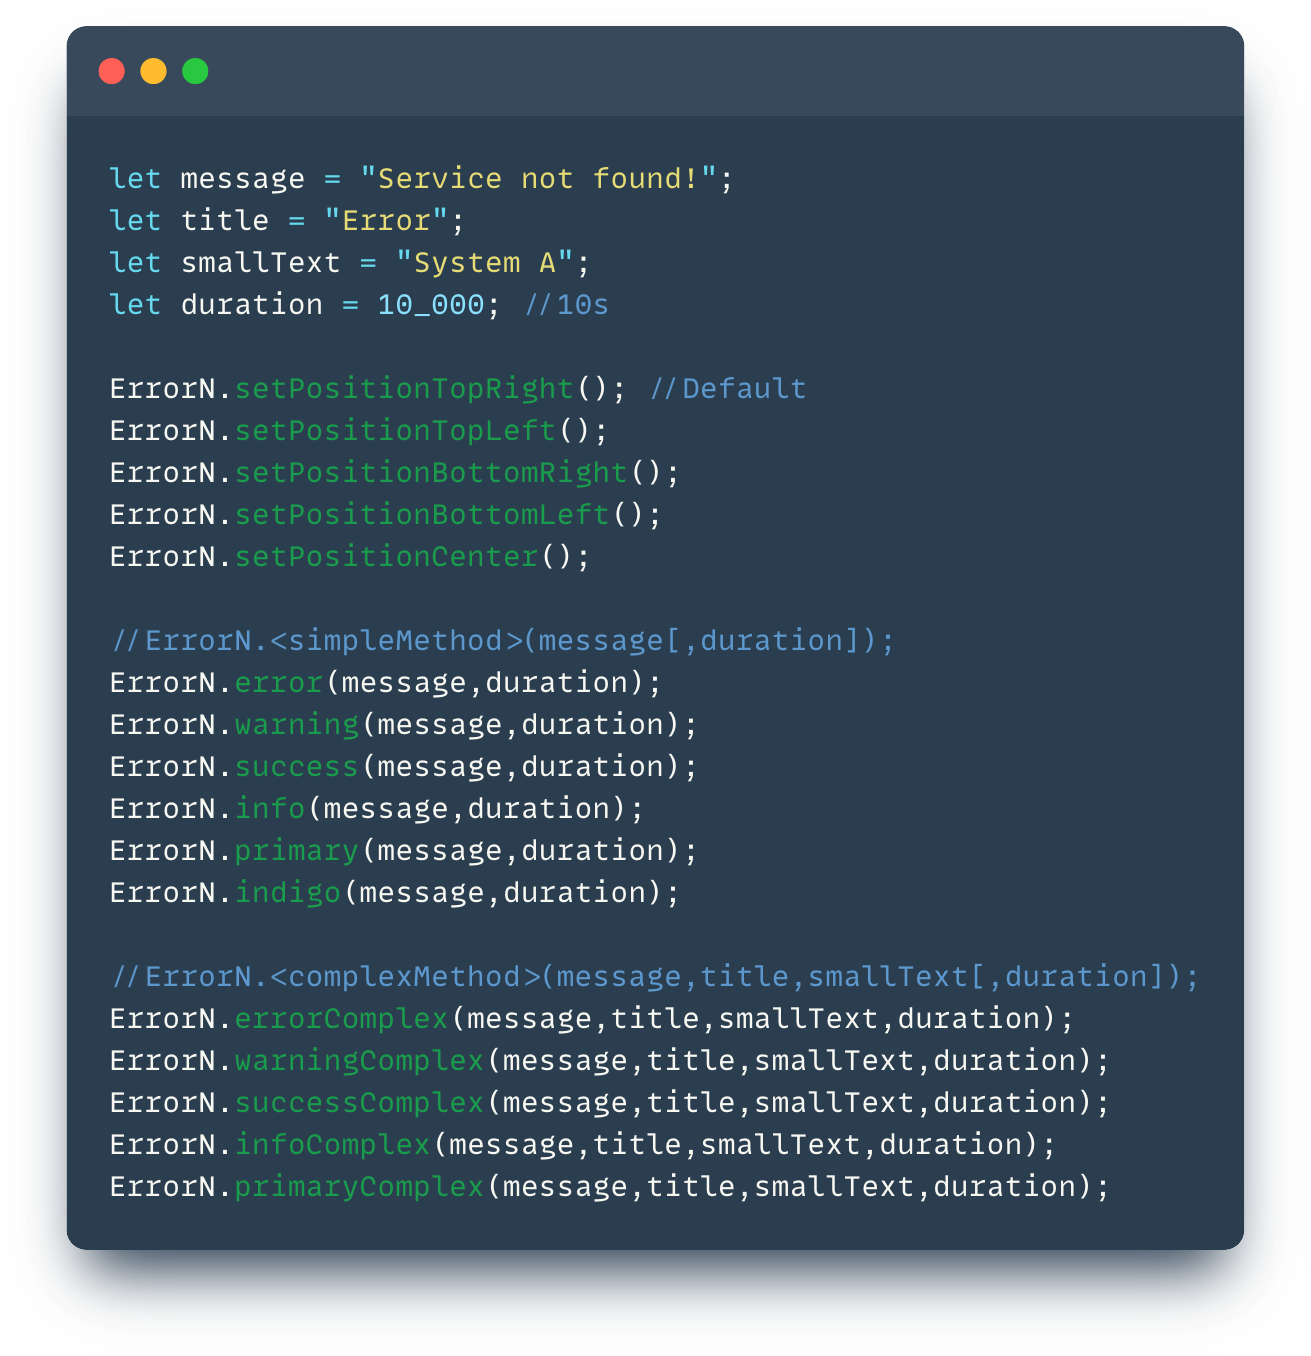 let message = "Service not found!";
let title = "Error";
let smallText = "System A";
let duration = 10_000; //10s
ErrorN.setPositionTopRight(); //Default
ErrorN.setPositionTopLeft();
ErrorN.setPositionBottomRight();
ErrorN.setPositionBottomLeft();
ErrorN.setPositionCenter();
//ErrorN.<simpleMethod>(message[,duration]);
ErrorN.error(message,duration);
ErrorN.warning(message,duration);
ErrorN.success(message,duration);
ErrorN.info(message,duration);
ErrorN.primary(message,duration);
ErrorN.indigo(message,duration);
//ErrorN.<complexMethod>(message,title,smallText[,duration]);
ErrorN.errorComplex(message,title,smallText,duration);
ErrorN.warningComplex(message,title,smallText,duration);
ErrorN.successComplex(message,title,smallText,duration);
ErrorN.infoComplex(message,title,smallText,duration);
ErrorN.primaryComplex(message,title,smallText,duration);